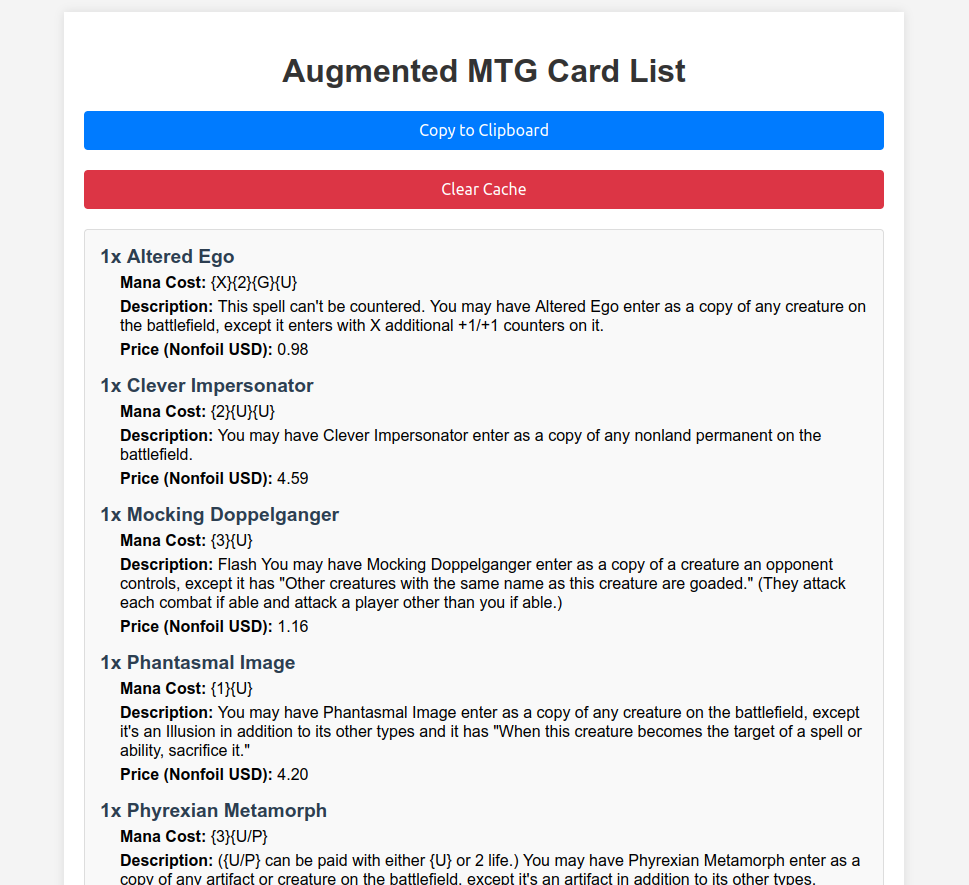 Augmented MTG Card List
Copy to Clipboard
Clear Cache
1x Altered Ego
Mana Cost: {X}{2}{G}{U}
Description: This spell can't be countered. You may have Altered Ego enter as a copy of any creature on
the battlefield, except it enters with X additional +1/+1 counters on it.
Price (Nonfoil USD): 0.98
1x Clever Impersonator
Mana Cost: {2}{U}{U}
Description: You may have Clever Impersonator enter as a copy of any nonland permanent on the
battlefield.
Price (Nonfoil USD): 4.59
1x Mocking Doppelganger
Mana Cost: {3}{U}
Description: Flash You may have Mocking Doppelganger enter as a copy of a creature an opponent
controls, except it has "Other creatures with the same name as this creature are goaded." (They attack
each combat if able and attack a player other than you if able.)
Price (Nonfoil USD): 1.16
1x Phantasmal Image
Mana Cost: {1}{U}
Description: You may have Phantasmal Image enter as a copy of any creature on the battlefield, except
it's an Illusion in addition to its other types and it has "When this creature becomes the target of a spell or
ability, sacrifice it."
Price (Nonfoil USD): 4.20
1x Phyrexian Metamorph
Mana Cost: {3}{U/P}
Description: ({U/P} can be paid with either {U} or 2 life.) You may have Phyrexian Metamorph enter as a
copy of any artifact or creature on the battlefield, except it's an artifact in addition to its other types.